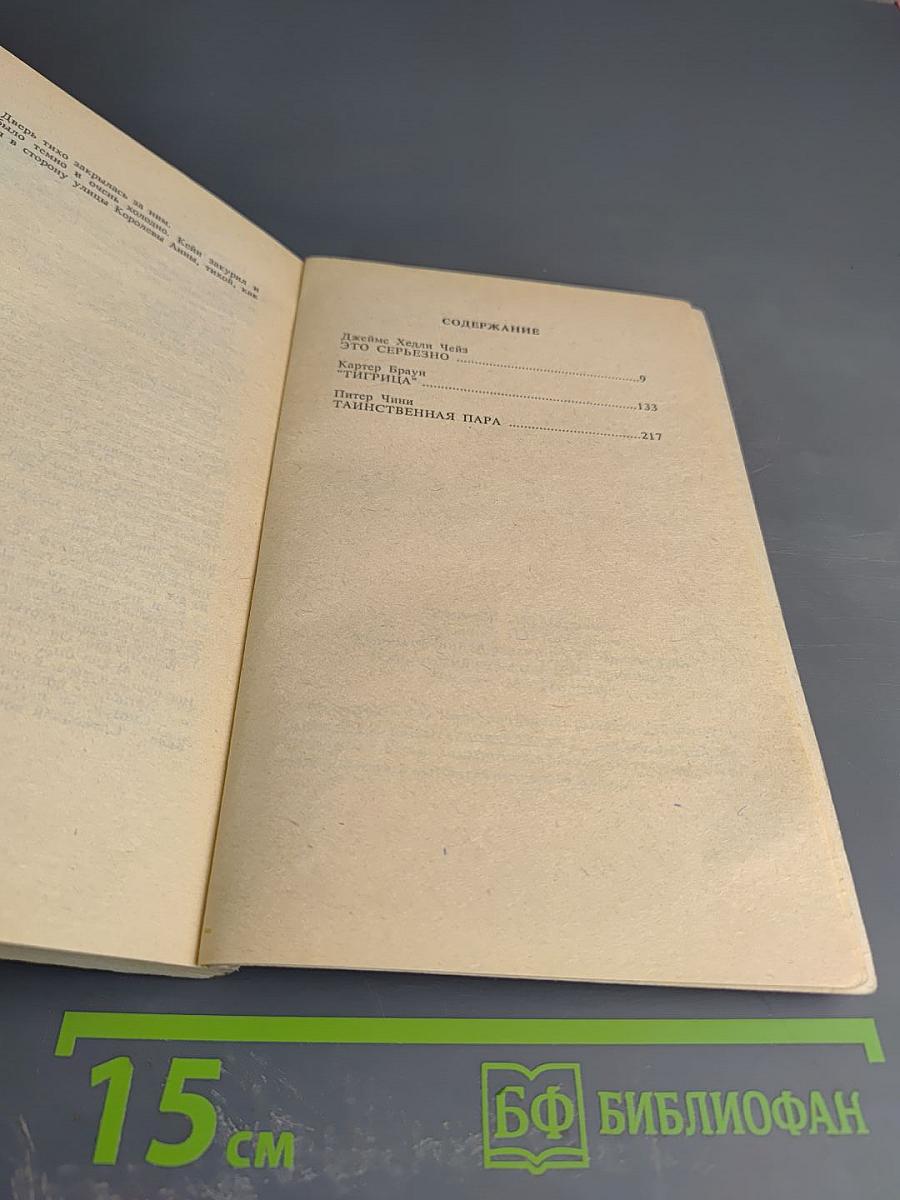 Дверь тихо закрылась за ним.
было темно и очень холодно. Кейн закурил и
в сторону улицы Королевы Анны, тихой, как
СОДЕРЖАНИЕ
Джеймс Хедли Чейз
ЭТО СЕРЬЕЗНО ..................................................9
Картер Браун
"ТИГРИЦА" ..........................................................133
Питер Чини
ТАИНСТВЕННАЯ ПАРА ...................................217
15 см
БФ БИБЛИОФАН